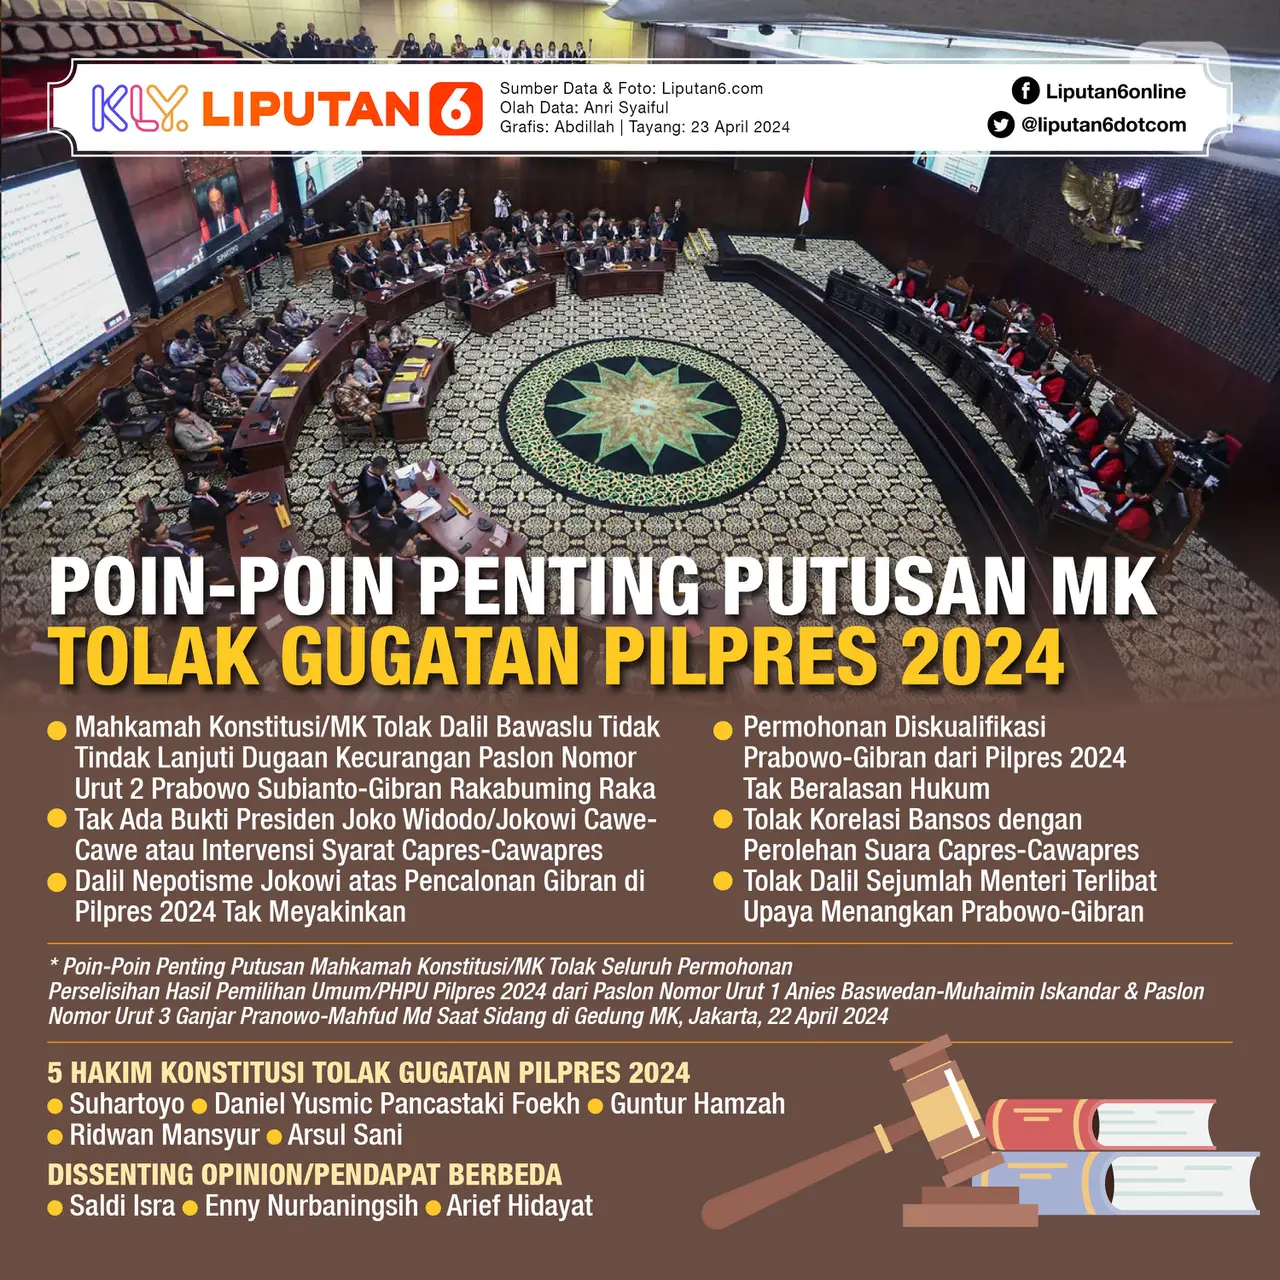 KLY. LIPUTAN 6
Sumber Data & Foto: Liputan6.com
Olah Data: Anri Syaiful
Grafis: Abdillah | Tayang: 23 April 2024
Liputan6online
@liputan6dotcom
SUHARTOYO
POIN-POIN PENTING PUTUSAN MK
TOLAK GUGATAN PILPRES 2024
Mahkamah Konstitusi/MK Tolak Dalil Bawaslu Tidak
Tindak Lanjuti Dugaan Kecurangan Paslon Nomor
Urut 2 Prabowo Subianto-Gibran Rakabuming Raka
Tak Ada Bukti Presiden Joko Widodo/Jokowi Cawe-
Cawe atau Intervensi Syarat Capres-Cawapres
Dalil Nepotisme Jokowi atas Pencalonan Gibran di
Pilpres 2024 Tak Meyakinkan
Permohonan Diskualifikasi
Prabowo-Gibran dari Pilpres 2024
Tak Beralasan Hukum
Tolak Korelasi Bansos dengan
Perolehan Suara Capres-Cawapres
Tolak Dalil Sejumlah Menteri Terlibat
Upaya Menangkan Prabowo-Gibran
* Poin-Poin Penting Putusan Mahkamah Konstitusi/MK Tolak Seluruh Permohonan
Perselisihan Hasil Pemilihan Umum/PHPU Pilpres 2024 dari Paslon Nomor Urut 1 Anies Baswedan-Muhaimin Iskandar & Paslon
Nomor Urut 3 Ganjar Pranowo-Mahfud Md Saat Sidang di Gedung MK, Jakarta, 22 April 2024
5 HAKIM KONSTITUSI TOLAK GUGATAN PILPRES 2024
Suhartoyo Daniel Yusmic Pancastaki Foekh Guntur Hamzah
Ridwan Mansyur Arsul Sani
DISSENTING OPINION/PENDAPAT BERBEDA
Saldi Isra Enny Nurbaningsih Arief Hidayat